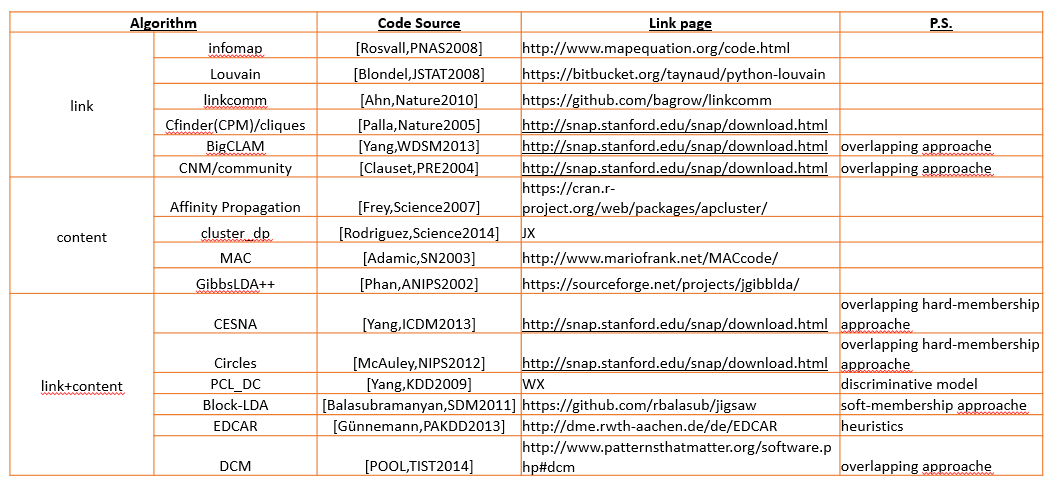 Algorithm Code Source Link page P.S.
link
infomap [Rosvall,PNAS2008] http://www.mapequation.org/code.html
Louvain [Blondel,JSTAT2008] https://bitbucket.org/taynaud/python-louvain
linkcomm [Ahn,Nature2010] https://github.com/bagrow/linkcomm
Cfinder(CPM)/cliques [Palla,Nature2005] http://snap.stanford.edu/snap/download.html
BigCLAM [Yang,WDSM2013] http://snap.stanford.edu/snap/download.html overlapping approache
CNM/community [Clauset,PRE2004] http://snap.stanford.edu/snap/download.html overlapping approache
content
https://cran.r-
Affinity Propagation [Frey,Science2007] project.org/web/packages/apcluster/
cluster_dp [Rodriguez,Science2014] JX
MAC [Adamic,SN2003] http://www.mariofrank.net/MACcode/
GibbsLDA++ [Phan,ANIPS2002] https://sourceforge.net/projects/jgibblda/
link+content
overlapping hard-membership
CESNA [Yang,ICDM2013] http://snap.stanford.edu/snap/download.html approache
overlapping hard-membership
Circles [McAuley,NIPS2012] http://snap.stanford.edu/snap/download.html approache
PCL_DC [Yang,KDD2009] WX discriminative model
Block-LDA [Balasubramanyan,SDM2011] https://github.com/rbalasub/jigsaw soft-membership approache
EDCAR [Günnemann,PAKDD2013] http://dme.rwth-aachen.de/de/EDCAR heuristics
http://www.patternsthatmatter.org/software.p
DCM [POOL,TIST2014] hp#dcm overlapping approache